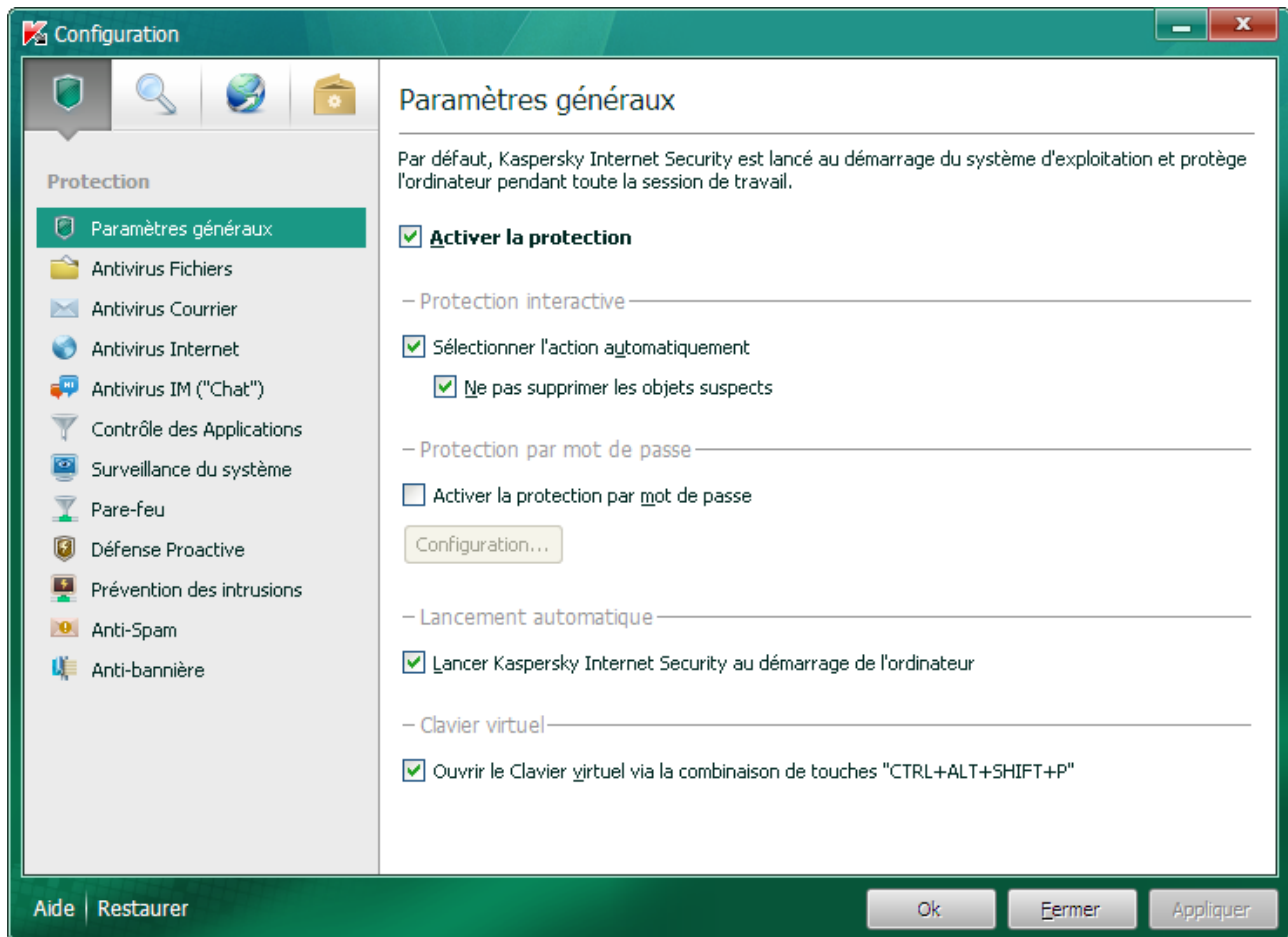 Configuration
Protection
Paramètres généraux
Antivirus Fichiers
Antivirus Courrier
Antivirus Internet
Antivirus IM ("Chat")
Contrôle des Applications
Surveillance du système
Pare-feu
Défense Proactive
Prévention des intrusions
Anti-Spam
Anti-bannière
Paramètres généraux
Par défaut, Kaspersky Internet Security est lancé au démarrage du système d'exploitation et protège
l'ordinateur pendant toute la session de travail.
Activer la protection
Protection interactive
Sélectionner l'action automatiquement
Ne pas supprimer les objets suspects
Protection par mot de passe
Activer la protection par mot de passe
Configuration...
Lancement automatique
Lancer Kaspersky Internet Security au démarrage de l'ordinateur
Clavier virtuel
Ouvrir le Clavier virtuel via la combinaison de touches "CTRL+ALT+SHIFT+P"
Aide | Restaurer
Ok
Fermer
Appliquer